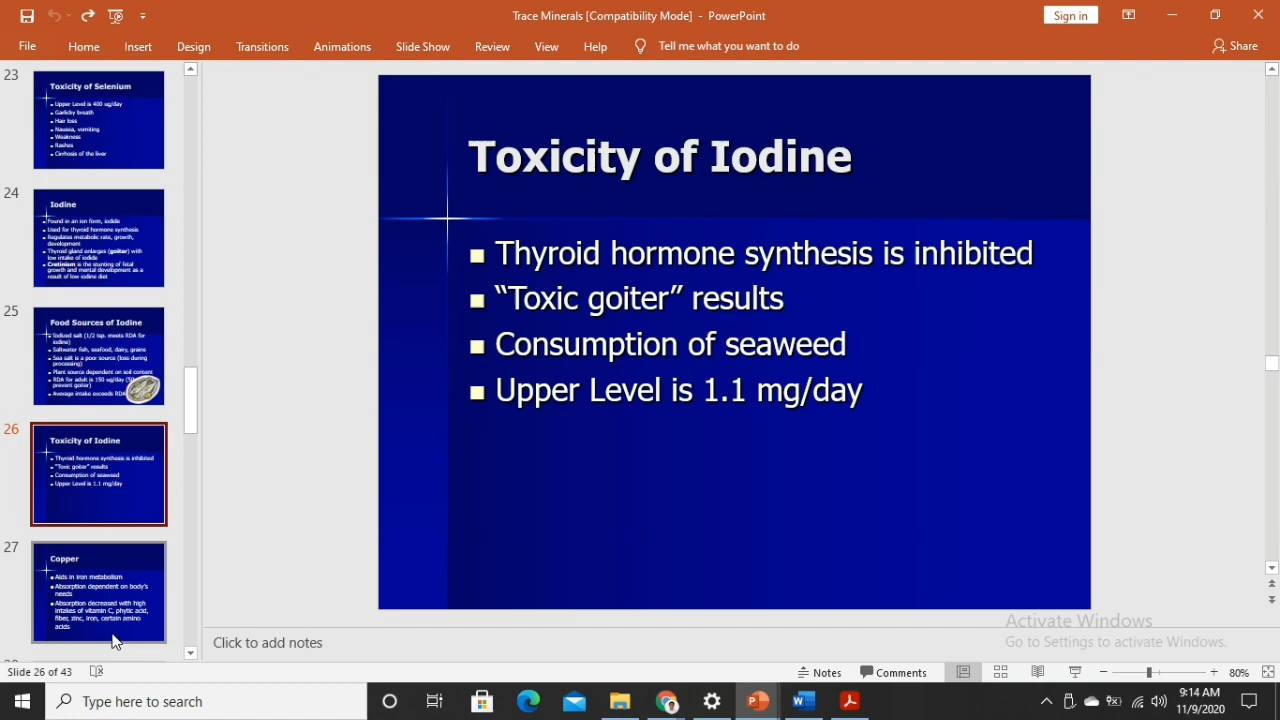 Trace Minerals [Compatibility Mode] - PowerPoint
Sign in
File Home Insert Design Transitions Animations Slide Show Review View Help Tell me what you want to do Share
23
Toxicity of Selenium
Upper Level is 400 ug/day
Garlicky breath
Hair loss
Nausea, vomiting
Weakness
Rashes
Cirrhosis of the liver
24
Iodine
Found in an ion form, iodide
Used for thyroid hormone synthesis
Regulates metabolic rate, growth,
development
Thyroid gland enlarges (goiter) with
low intake of iodide
Cretinism is the stunting of fetal
growth and mental development as a
result of low iodine diet
25
Food Sources of Iodine
Iodized salt (1/2 tsp. meets RDA for
iodine)
Saltwater fish, seafood, dairy, grains
Sea salt is a poor source (loss during
processing)
Plant source dependent on soil content
RDA for adult is 150 ug/day (50
prevent goiter)
Average intake exceeds RDA
26
Toxicity of Iodine
Thyroid hormone synthesis is inhibited
"Toxic goiter" results
Consumption of seaweed
Upper Level is 1.1 mg/day
27
Copper
Aids in iron metabolism
Absorption dependent on body's
needs
Absorption decreased with high
intakes of vitamin C, phytic acid,
fiber, zinc, iron, certain amino
acids
Toxicity of Iodine
Thyroid hormone synthesis is inhibited
“Toxic goiter” results
Consumption of seaweed
Upper Level is 1.1 mg/day
Activate Windows
Go to Settings to activate Windows.
Click to add notes
Slide 26 of 43
Notes Comments 80%
Type here to search
9:14 AM
11/9/2020